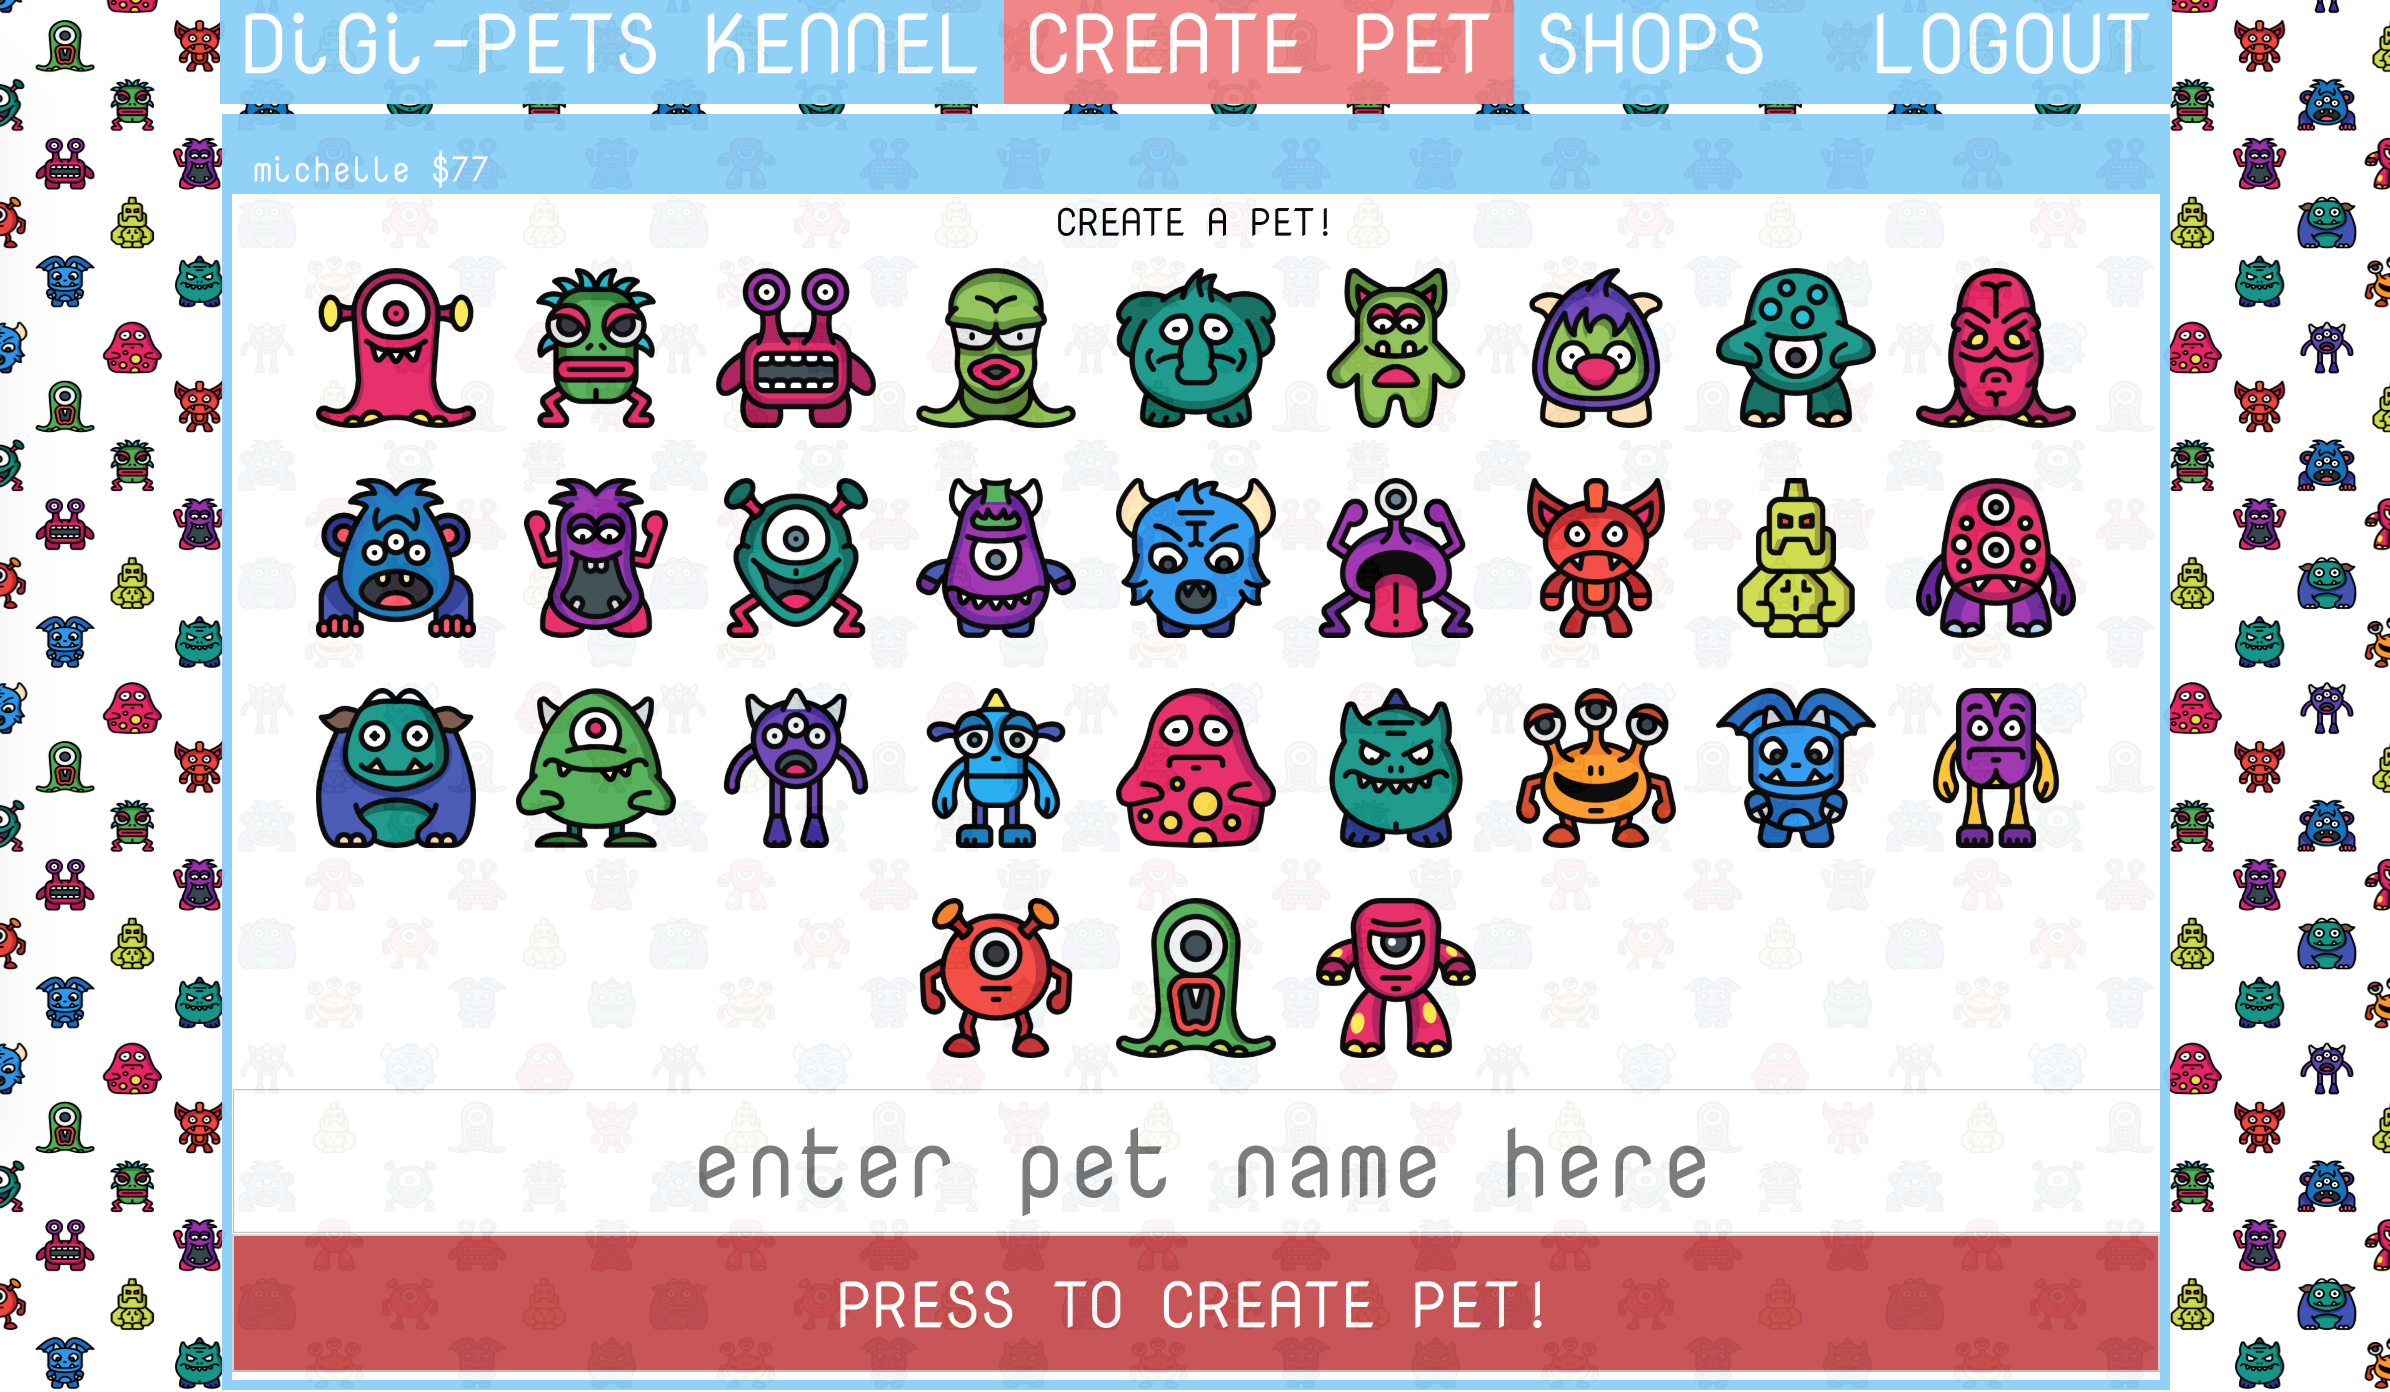 DiGi-PETS KENNEL CREATE PET SHOPS LOGOUT
michelle $77
CREATE A PET!
enter pet name here
PRESS TO CREATE PET!